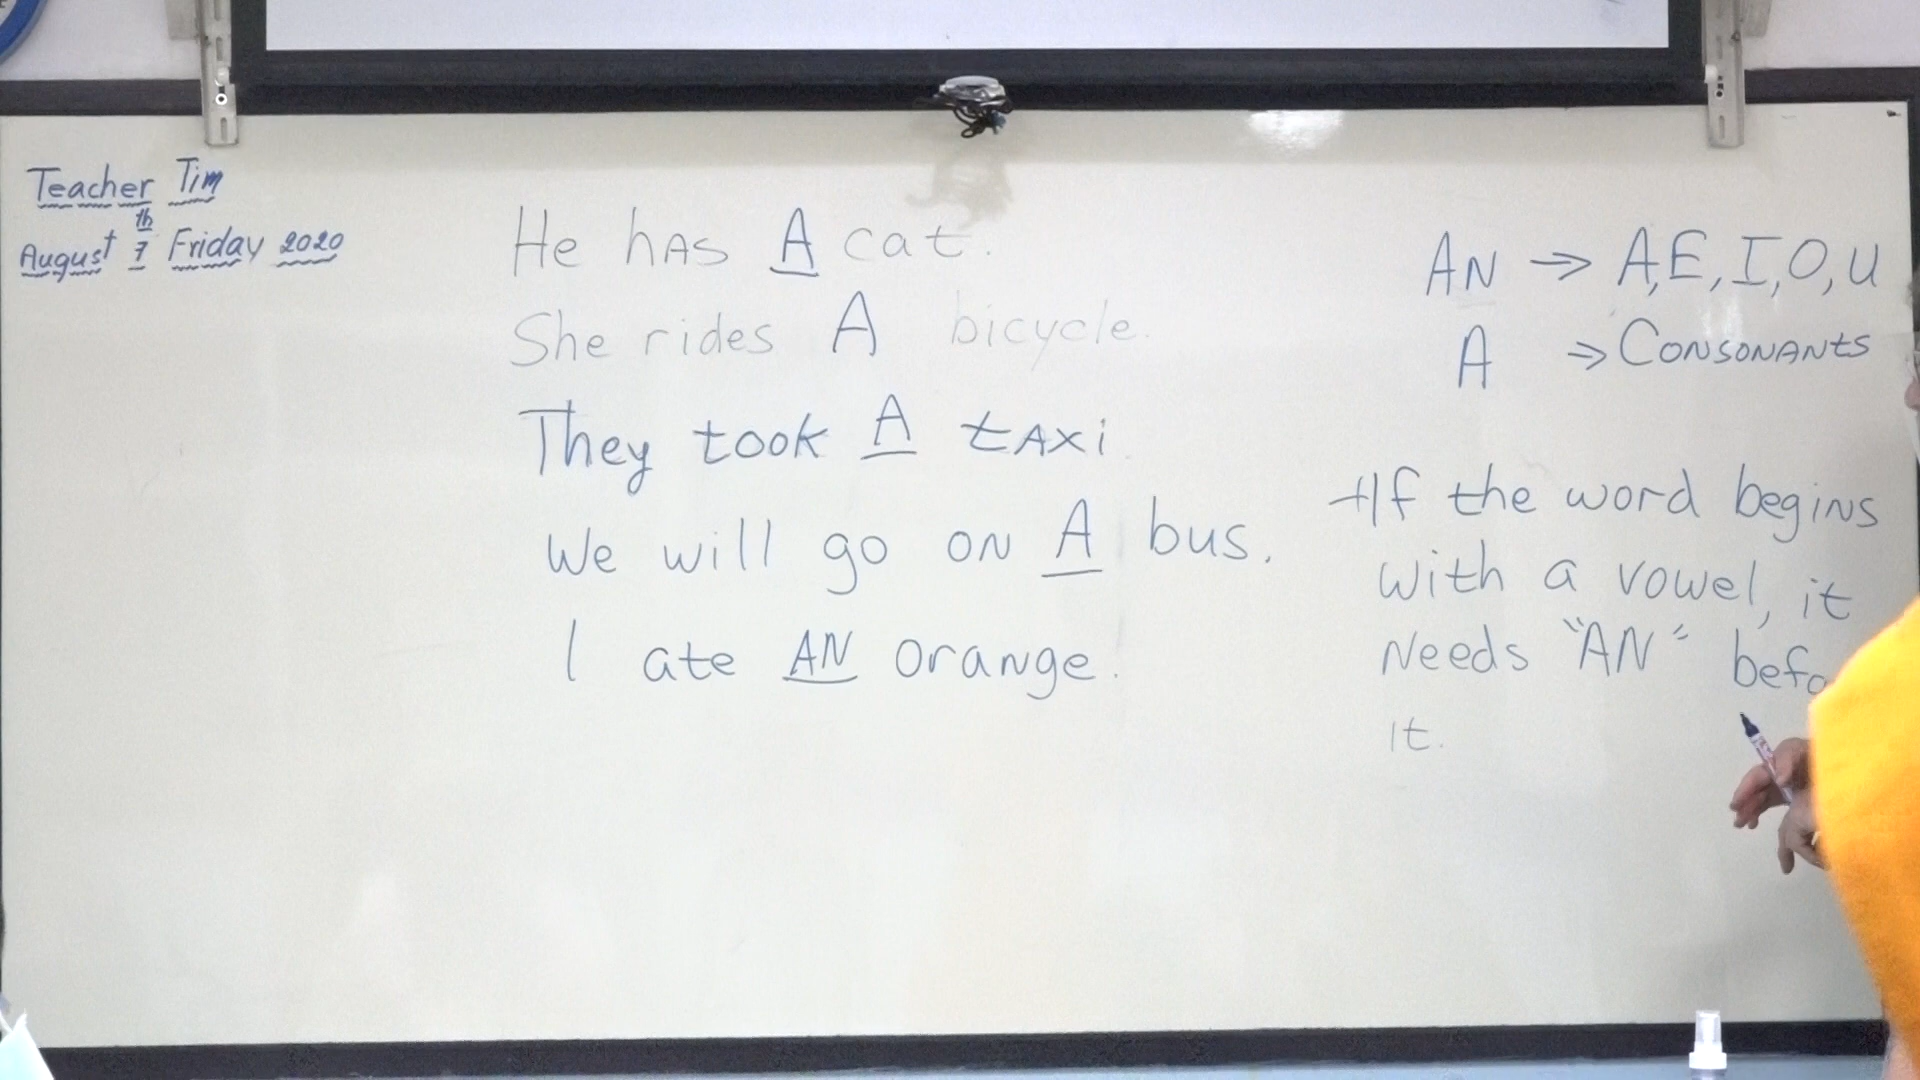 Teacher Tim
August 7th Friday 2020
He hAs A cat.
She rides A bicycle.
They took A tAxi.
We will go oN A bus.
I ate AN OraNge.
AN ⇒ A, E, I, O, U
A ⇒ CONSONANtS
If the word begiNs
with a vowel, it
Needs "AN" befo
it.